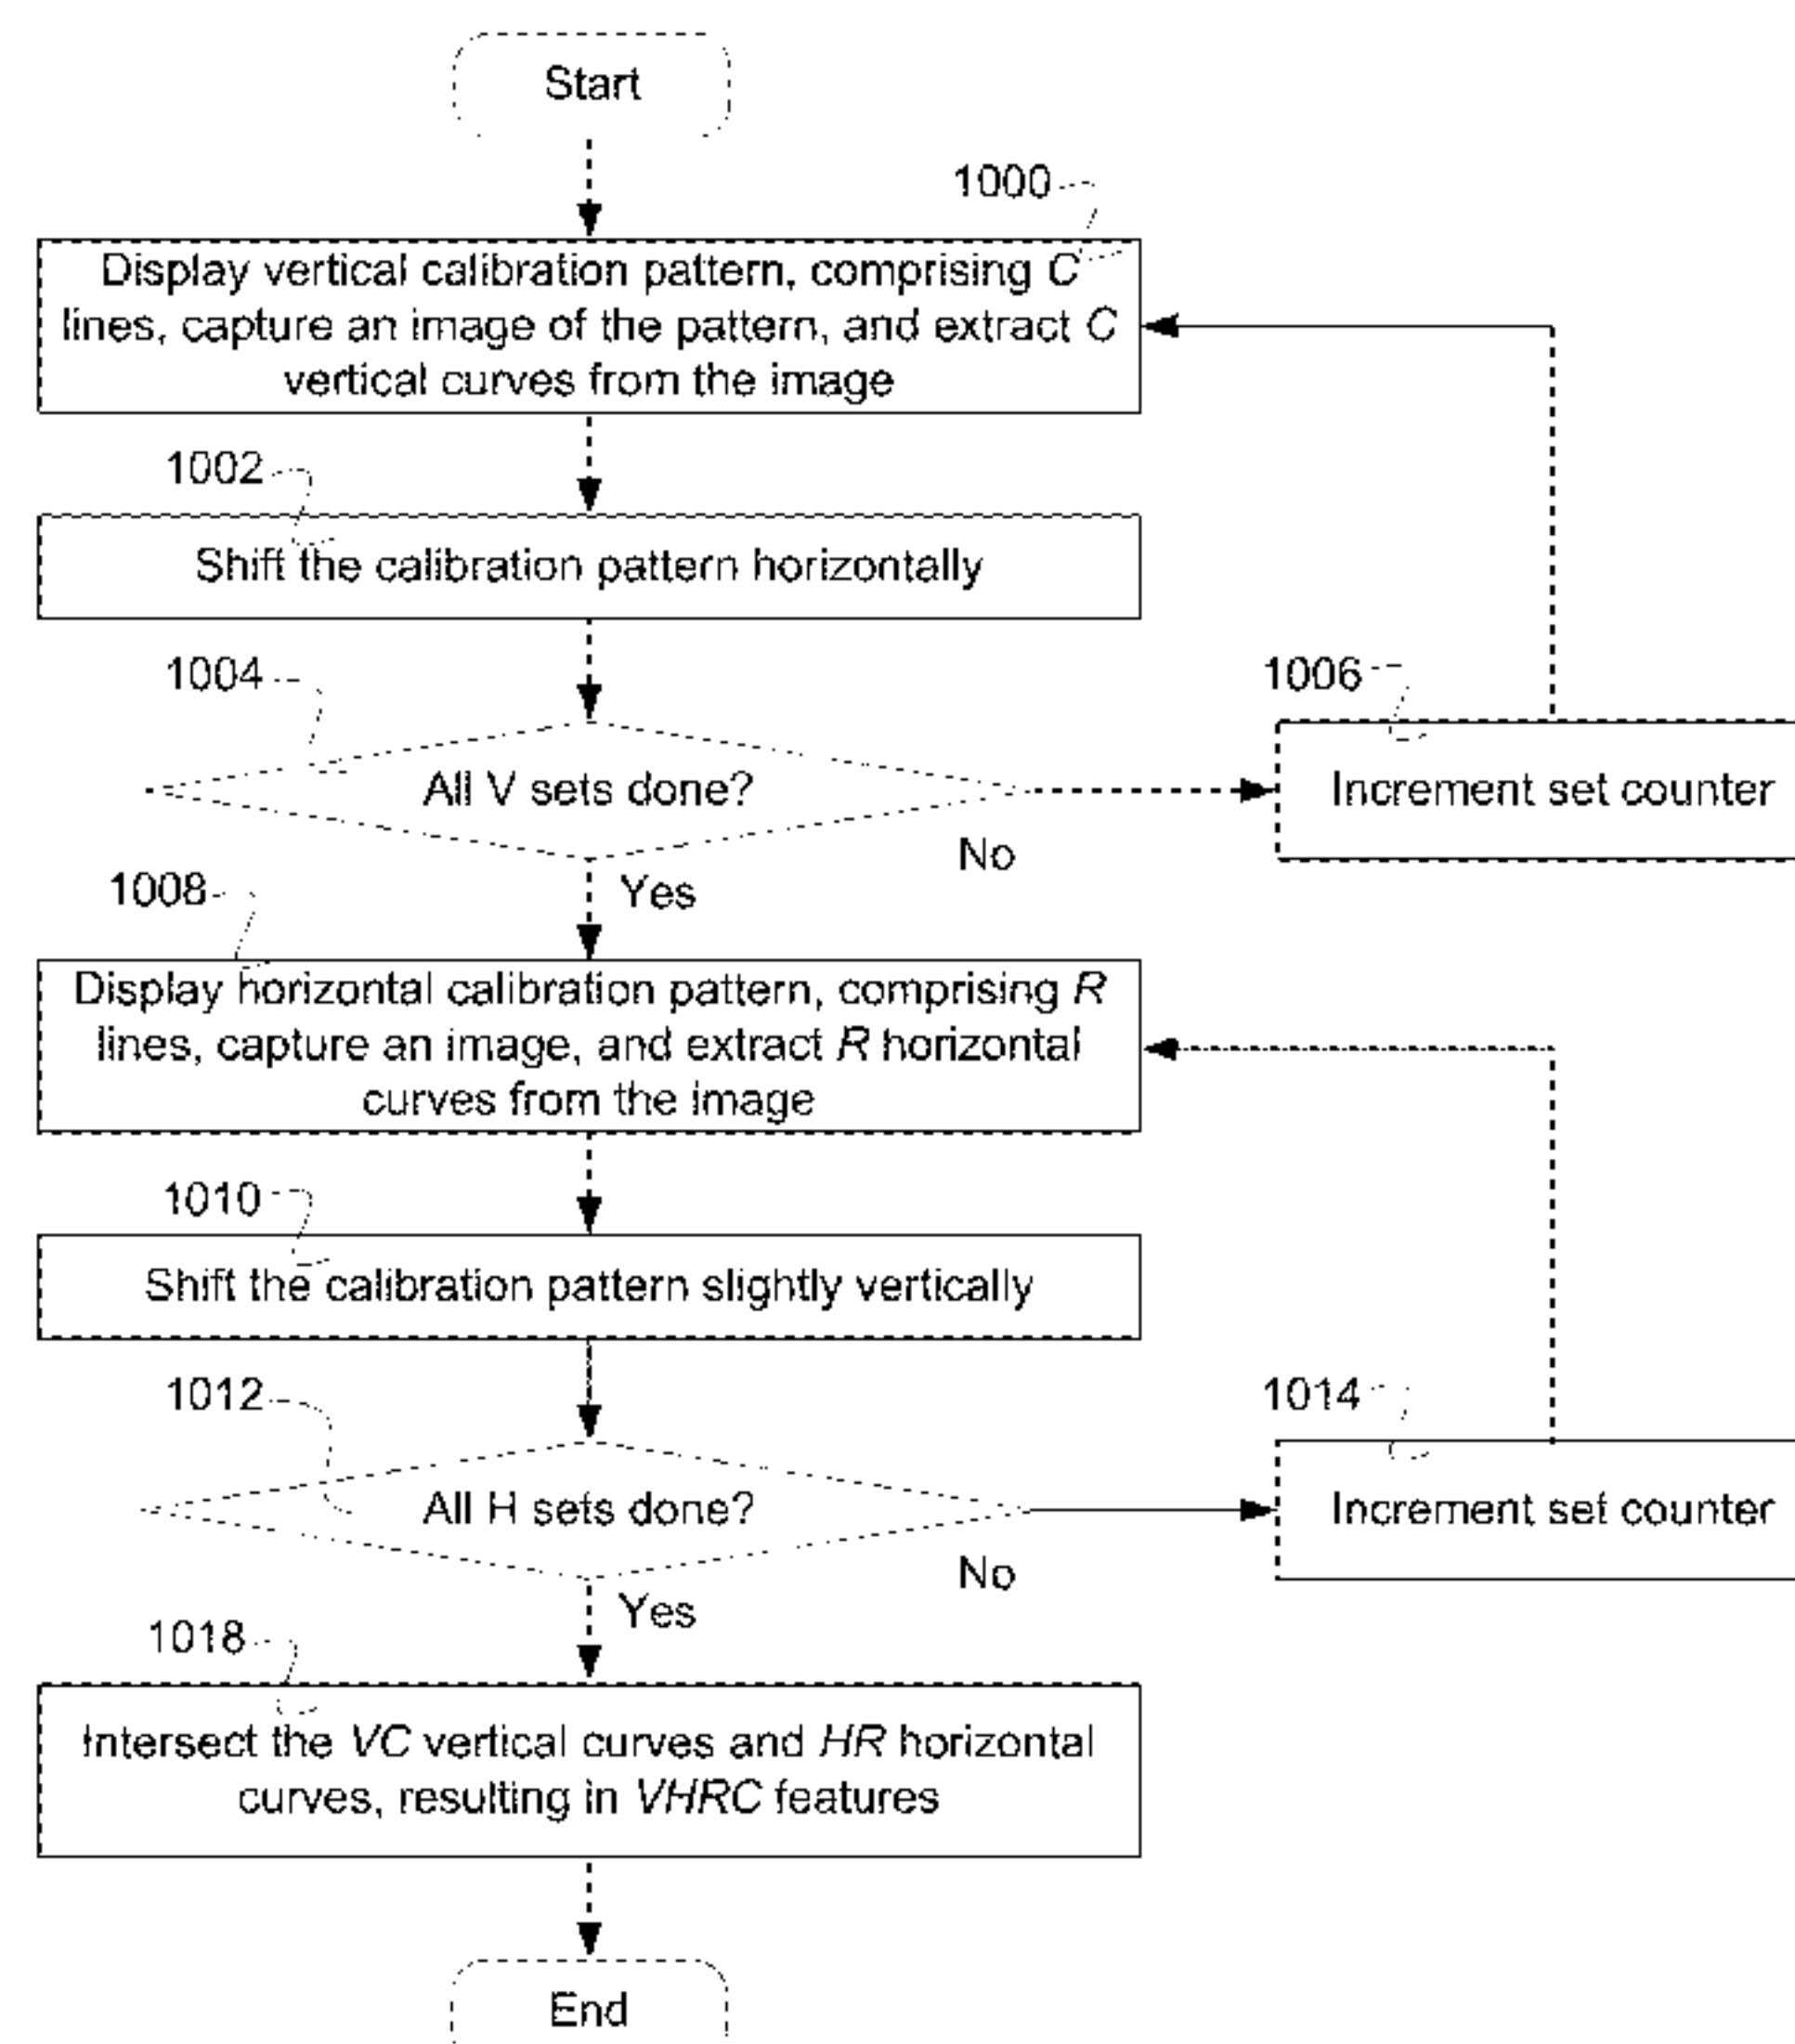 Start
1000
Display vertical calibration pattern, comprising C
lines, capture an image of the pattern, and extract C
vertical curves from the image
1002
Shift the calibration pattern horizontally
1004
1006
All V sets done?
Increment set counter
No
Yes
1008
Display horizontal calibration pattern, comprising R
lines, capture an image, and extract R horizontal
curves from the image
1010
Shift the calibration pattern slightly vertically
1012
1014
All H sets done?
Increment set counter
No
Yes
1018
Intersect the VC vertical curves and HR horizontal
curves, resulting in VHRC features
End